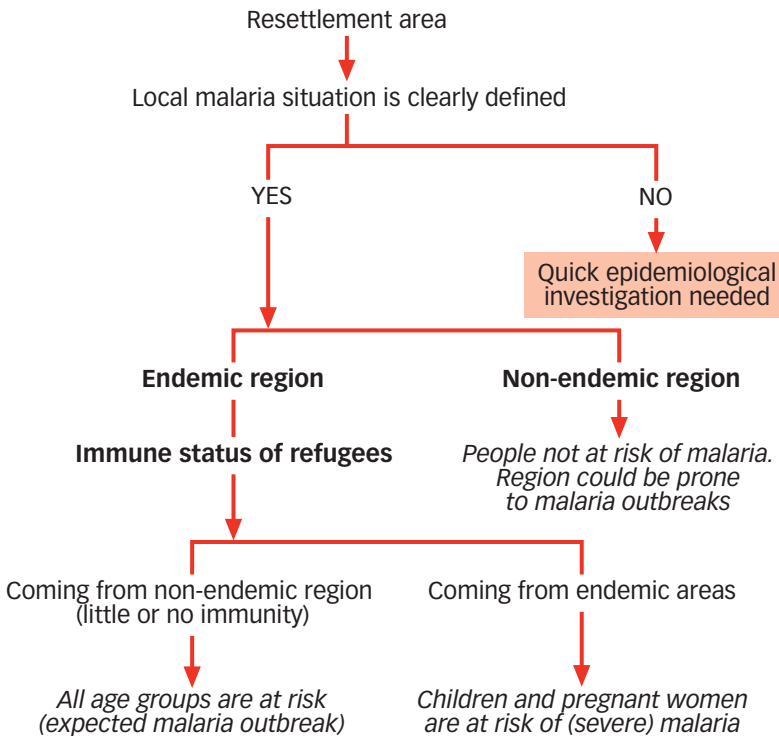 Resettlement area
Local malaria situation is clearly defined
YES
NO
Quick epidemiological
investigation needed
Endemic region
Non-endemic region
Immune status of refugees
People not at risk of malaria.
Region could be prone
to malaria outbreaks
Coming from non-endemic region
(little or no immunity)
Coming from endemic areas
All age groups are at risk
(expected malaria outbreak)
Children and pregnant women
are at risk of (severe) malaria